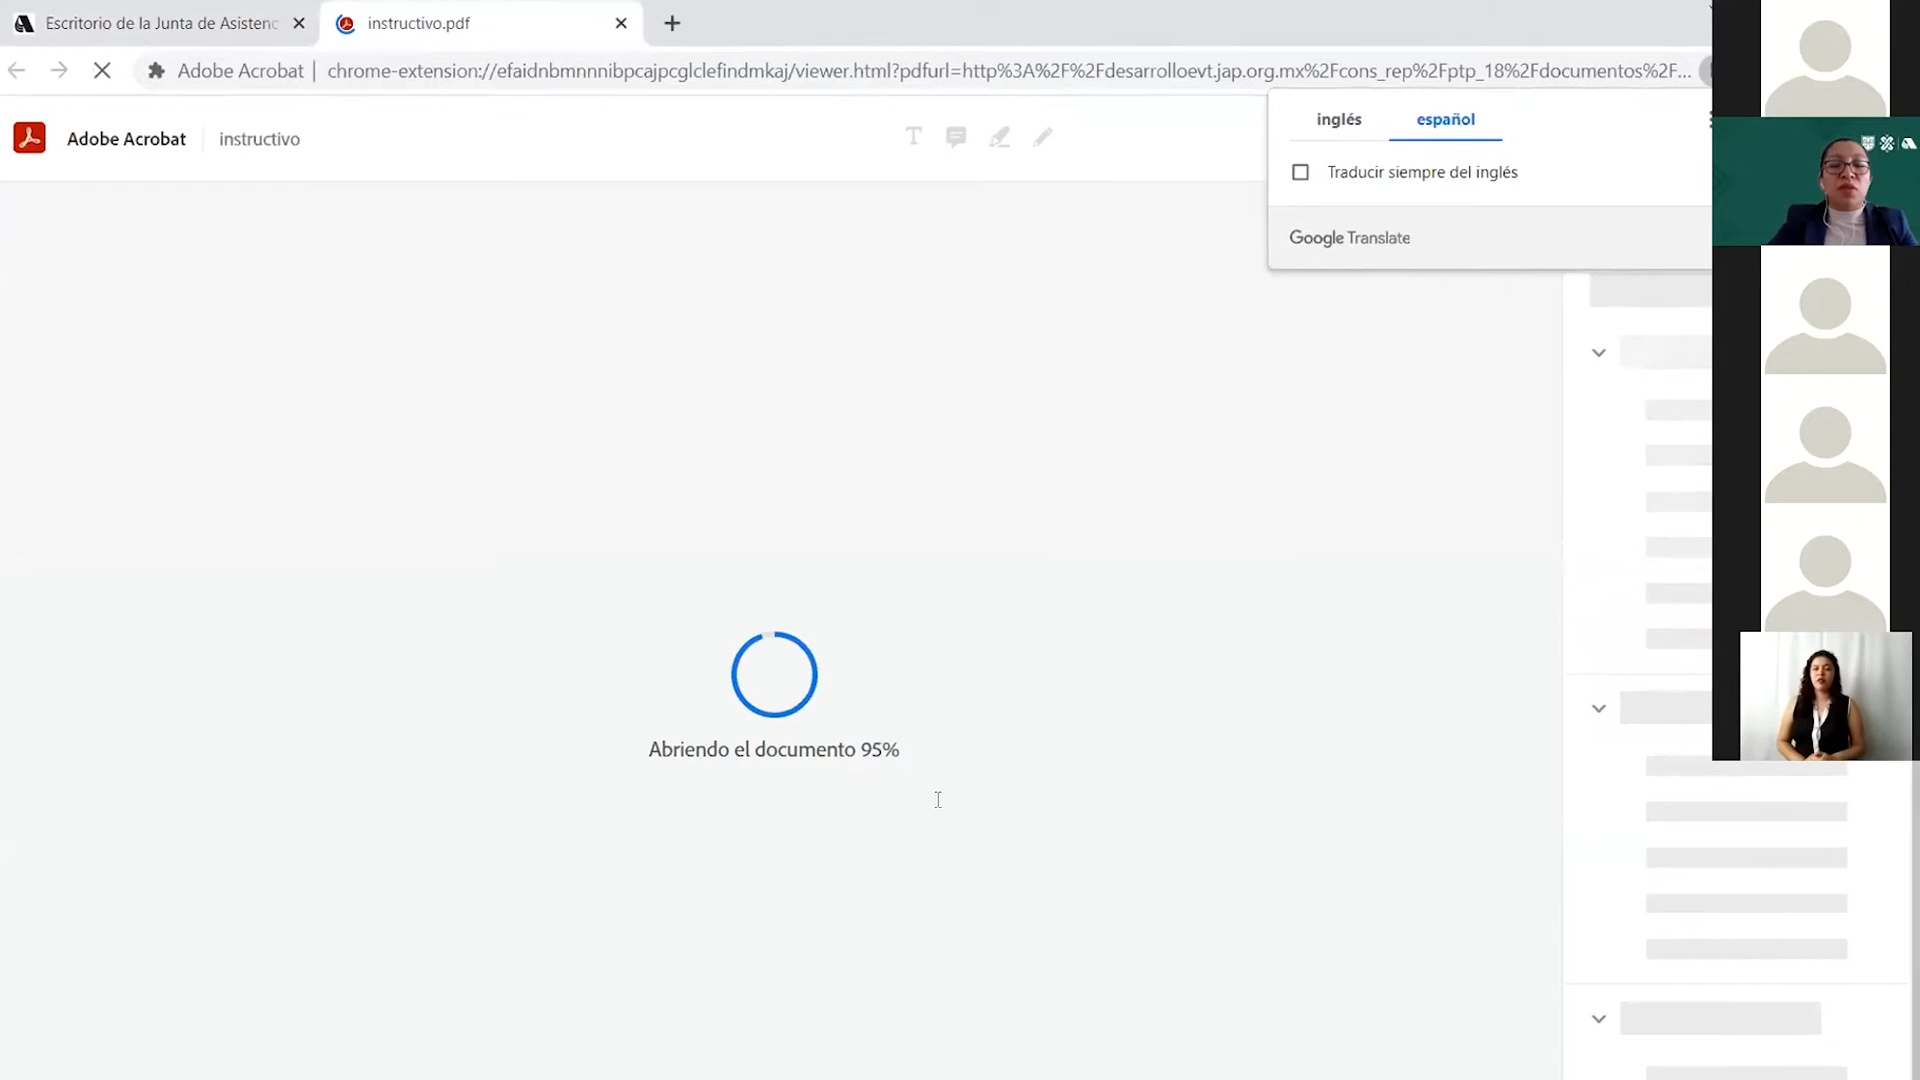 Escritorio de la Junta de Asistenc
instructivo.pdf
Adobe Acrobat
chrome-extension://efaidnbmnnnibpcajpcglclefindmkaj/viewer.html?pdfurl=http%3A%2F%2Fdesarrolloevt.jap.org.mx%2Fcons_rep%2Fptp_18%2Fdocumentos%2F...
inglés español
Adobe Acrobat
instructivo
Traducir siempre del inglés
Google Translate
Abriendo el documento 95%